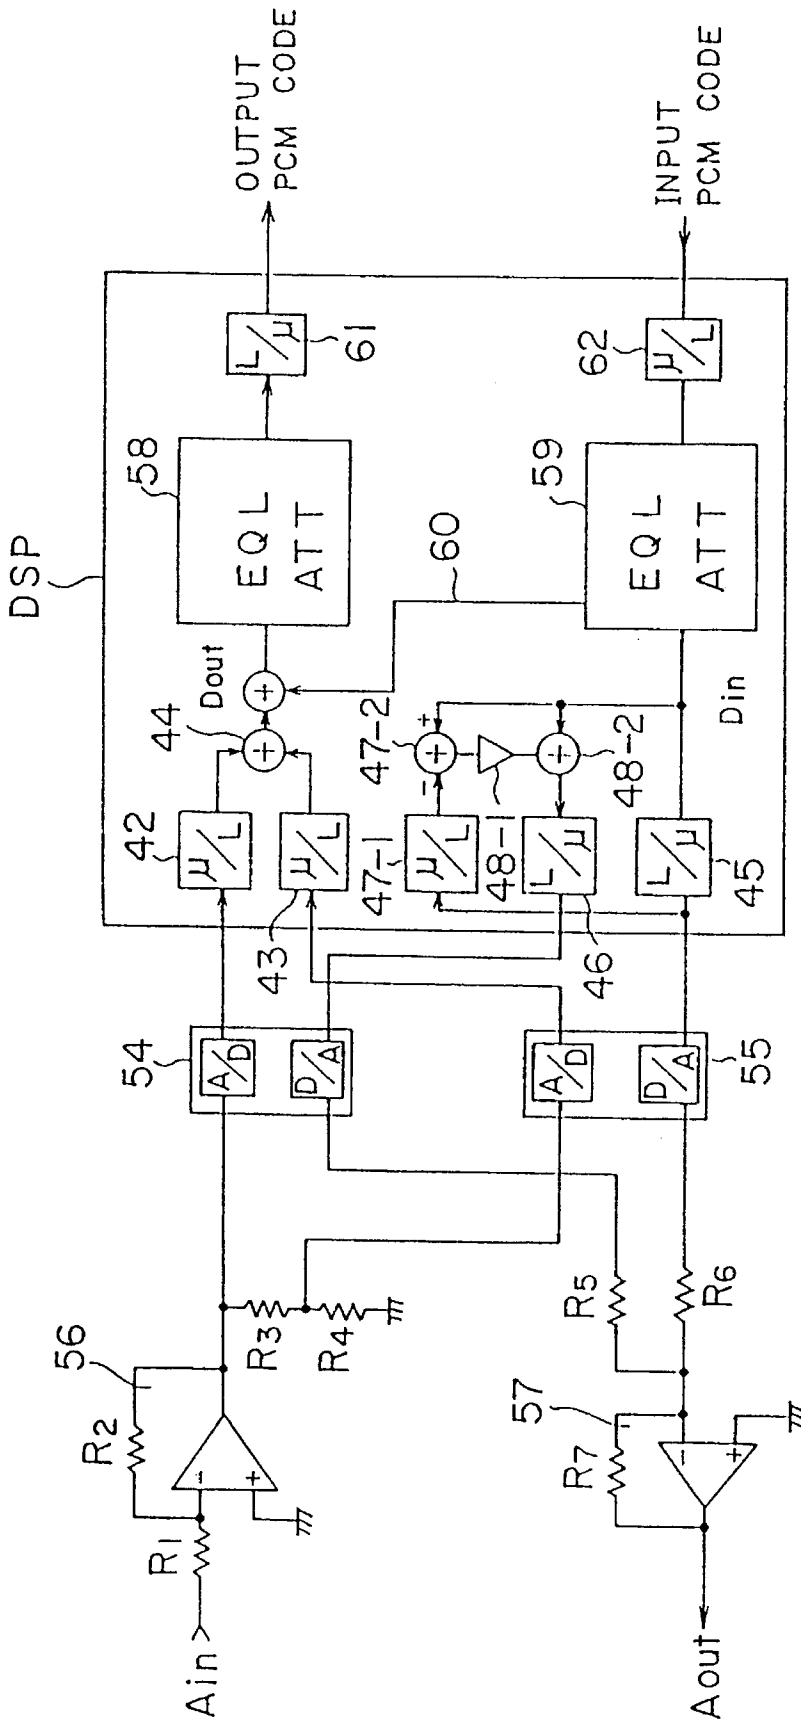 DSP
56
R2
R1
Ain
-
+
R3
R4
54
A/D
D/A
42
μ/L
43
μ/L
44
+
Dout
+
58
EQL
ATT
L/μ
61
OUTPUT
PCM CODE
60
47-1
μ/L
47-2
-
+
+
48-1
48-2
+
L/μ
46
57
R7
-
+
Aout
R5
R6
A/D
D/A
55
L/μ
45
Din
59
EQL
ATT
62
μ/L
INPUT
PCM CODE